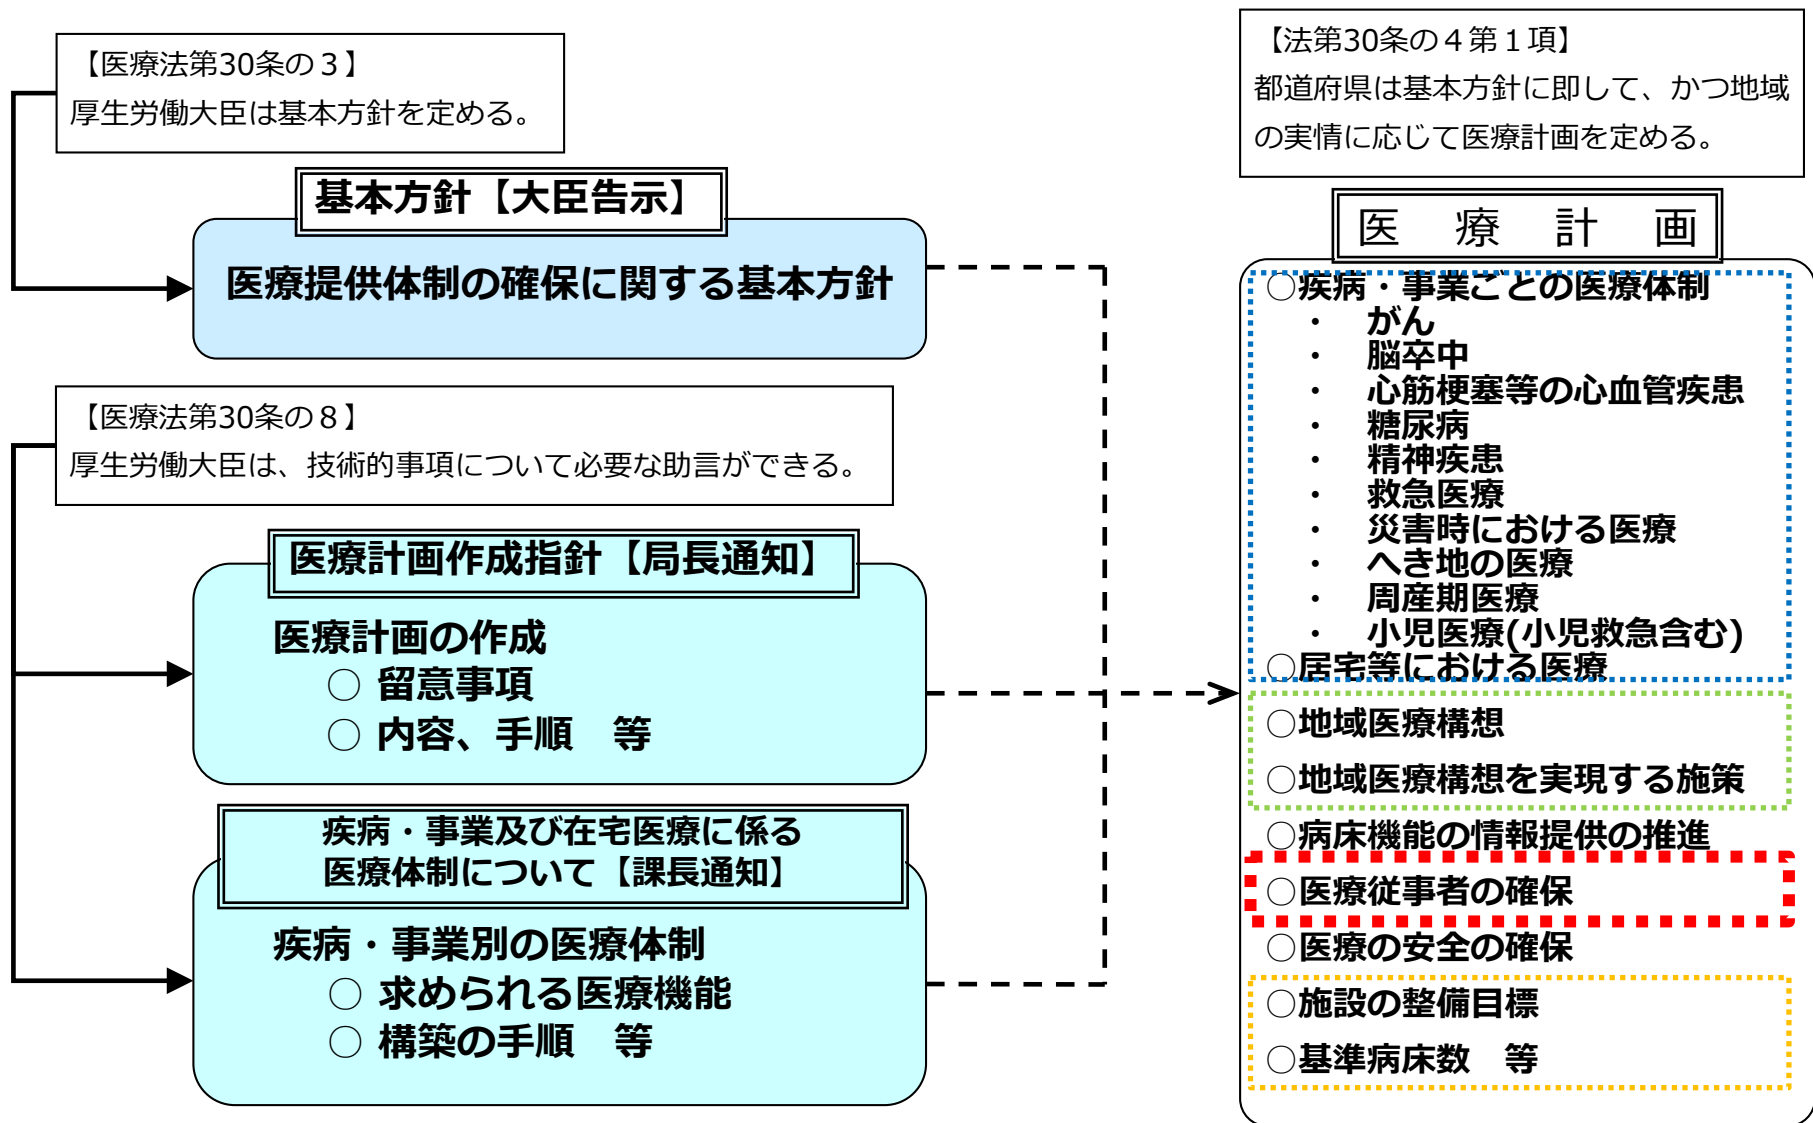 【医療法第30条の３】
厚生労働大臣は基本方針を定める。
基本方針【大臣告示】
医療提供体制の確保に関する基本方針
【医療法第30条の８】
厚生労働大臣は、技術的事項について必要な助言ができる。
医療計画作成指針【局長通知】
医療計画の作成
○ 留意事項
○ 内容、手順　等
疾病・事業及び在宅医療に係る
医療体制について【課長通知】
疾病・事業別の医療体制
○ 求められる医療機能
○ 構築の手順　等
【法第30条の４第１項】
都道府県は基本方針に即して、かつ地域
の実情に応じて医療計画を定める。
医　療　計　画
○疾病・事業ごとの医療体制
・　がん
・　脳卒中
・　心筋梗塞等の心血管疾患
・　糖尿病
・　精神疾患
・　救急医療
・　災害時における医療
・　へき地の医療
・　周産期医療
・　小児医療(小児救急含む)
○居宅等における医療
○地域医療構想
○地域医療構想を実現する施策
○病床機能の情報提供の推進
○医療従事者の確保
○医療の安全の確保
○施設の整備目標
○基準病床数　等